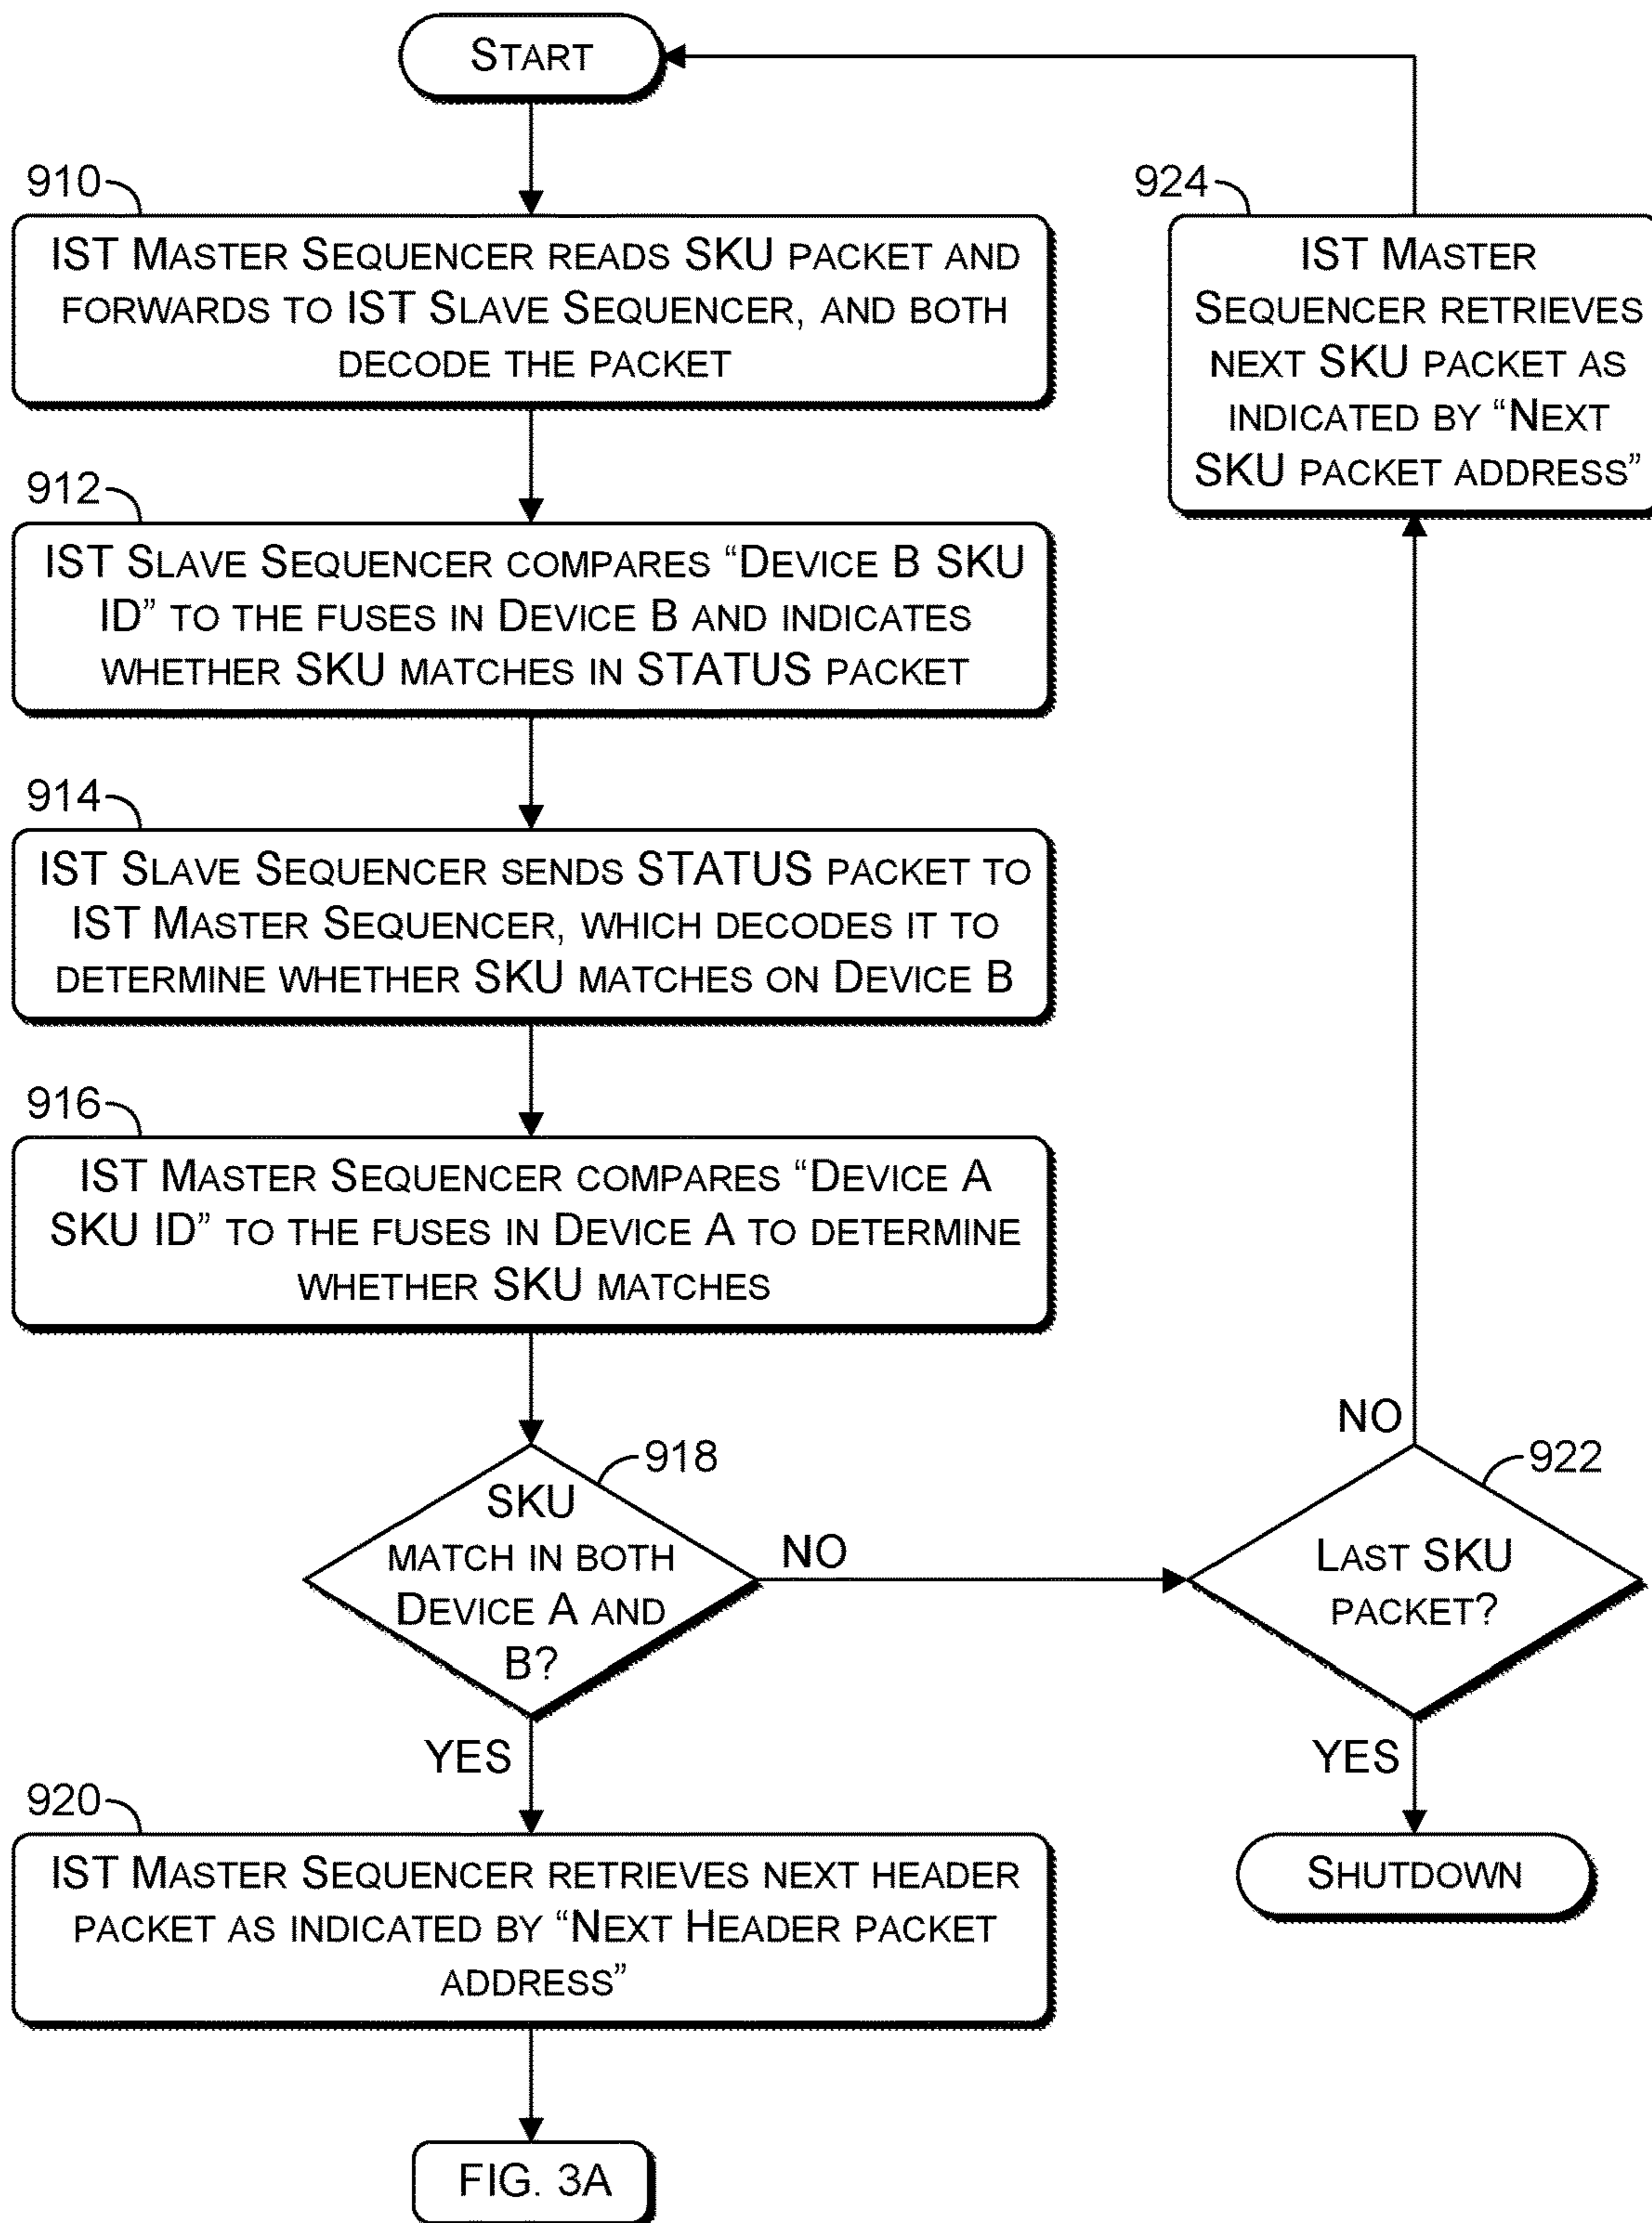 START
910
IST MASTER SEQUENCER READS SKU PACKET AND
FORWARDS TO IST SLAVE SEQUENCER, AND BOTH
DECODE THE PACKET
912
IST SLAVE SEQUENCER COMPARES “DEVICE B SKU
ID” TO THE FUSES IN DEVICE B AND INDICATES
WHETHER SKU MATCHES IN STATUS PACKET
914
IST SLAVE SEQUENCER SENDS STATUS PACKET TO
IST MASTER SEQUENCER, WHICH DECODES IT TO
DETERMINE WHETHER SKU MATCHES ON DEVICE B
916
IST MASTER SEQUENCER COMPARES “DEVICE A
SKU ID” TO THE FUSES IN DEVICE A TO DETERMINE
WHETHER SKU MATCHES
918
SKU
MATCH IN BOTH
DEVICE A AND
B?
NO
YES
920
IST MASTER SEQUENCER RETRIEVES NEXT HEADER
PACKET AS INDICATED BY “NEXT HEADER PACKET
ADDRESS”
FIG. 3A
922
LAST SKU
PACKET?
NO
YES
SHUTDOWN
924
IST MASTER
SEQUENCER RETRIEVES
NEXT SKU PACKET AS
INDICATED BY “NEXT
SKU PACKET ADDRESS”